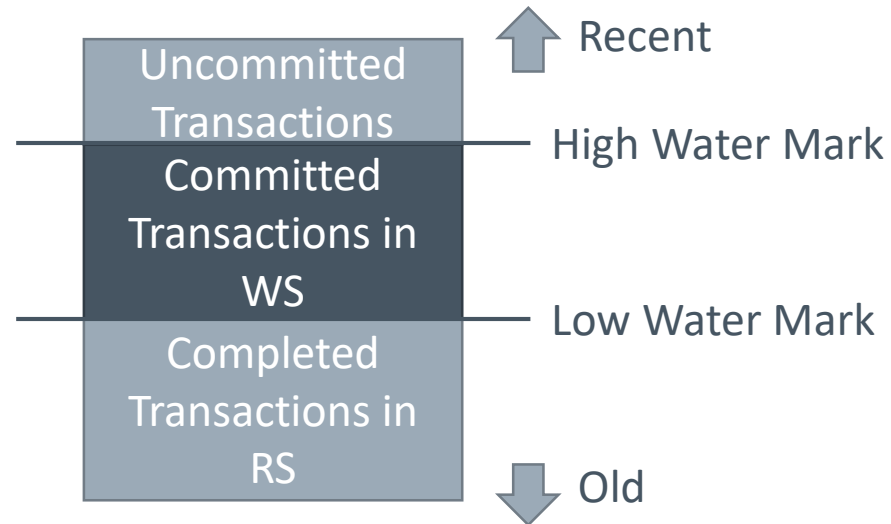 Uncommitted
Transactions
Committed
Transactions in
WS
Completed
Transactions in
RS
Recent
High Water Mark
Low Water Mark
Old